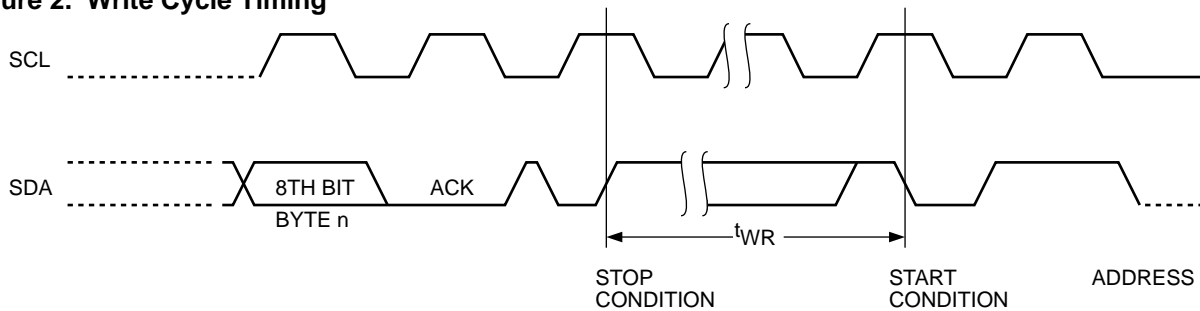 ure 2. Write Cycle Timing
SCL
SDA
8TH BIT
ACK
BYTE n
tWR
STOP
CONDITION
START
CONDITION
ADDRESS